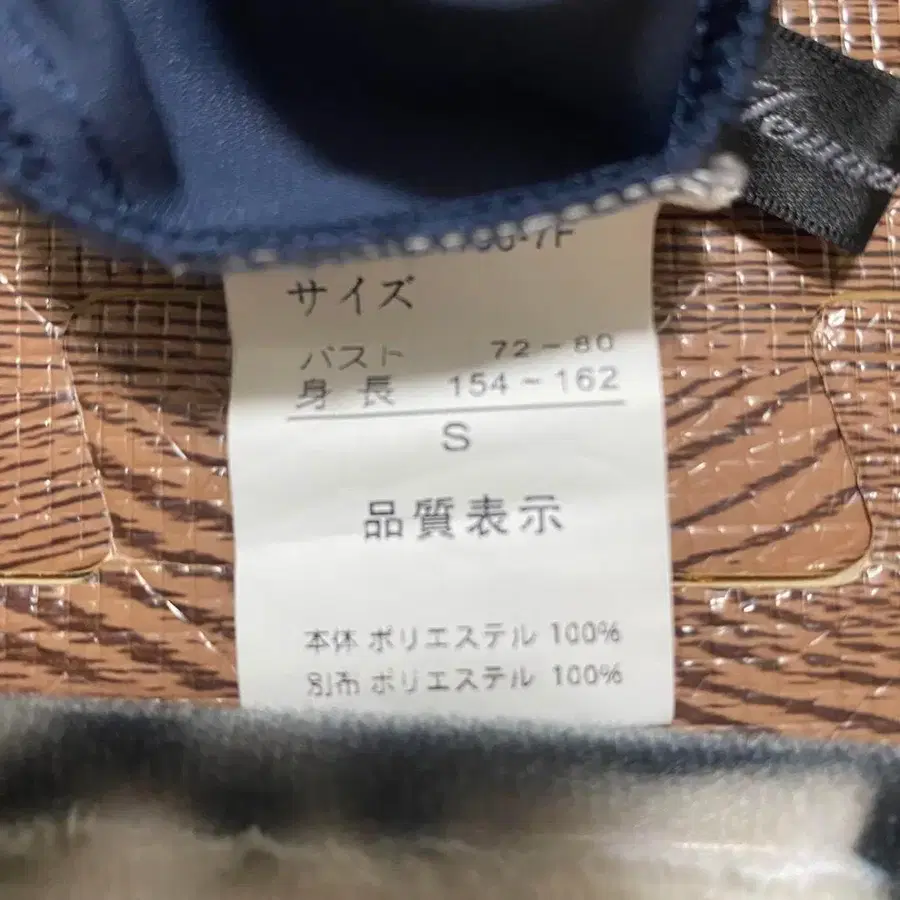 サイズ
バスト 72-80
身長 154-162
S
品質表示
本体 ポリエステル 100%
別布 ポリエステル 100%